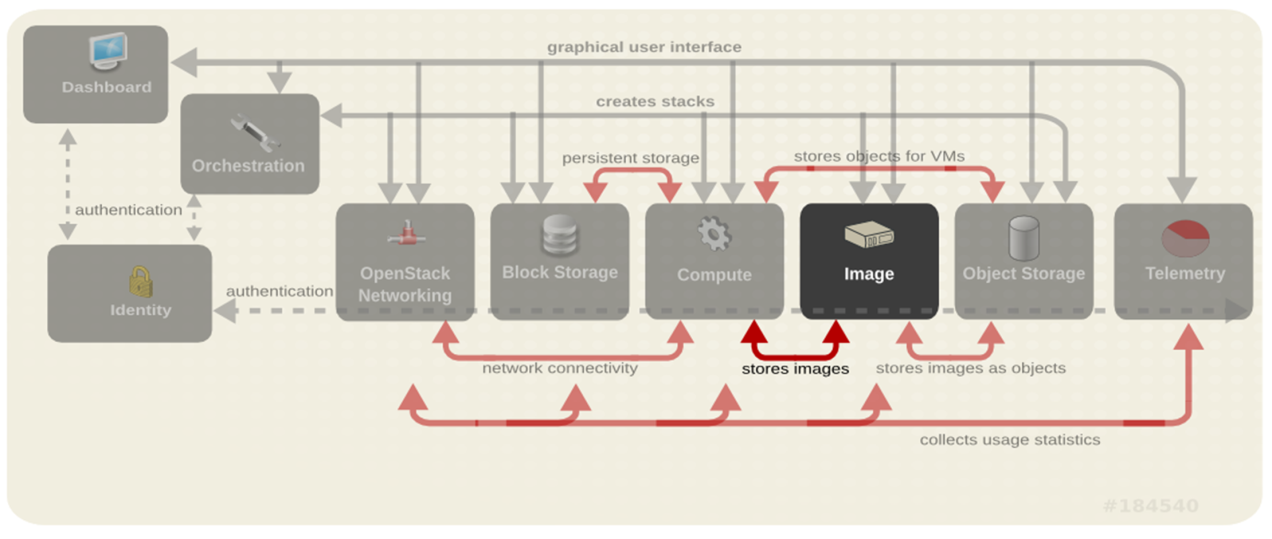 graphical user interface
Dashboard
creates stacks
Orchestration
persistent storage
stores objects for VMs
authentication
OpenStack
Networking
Block Storage
Compute
Image
Object Storage
Telemetry
authentication
Identity
network connectivity
stores images
stores images as objects
collects usage statistics
#184540